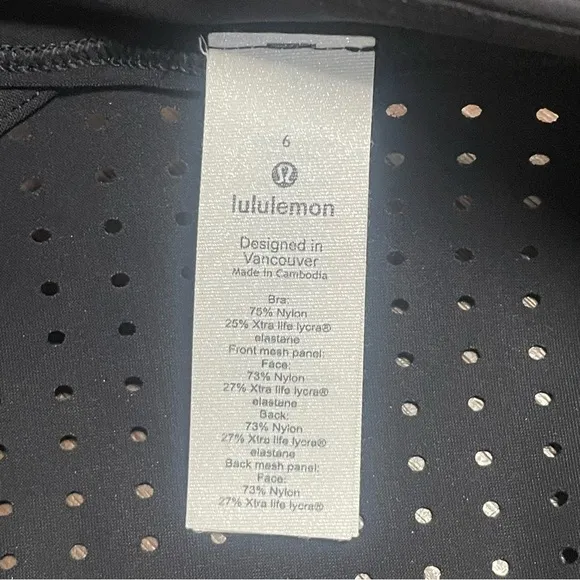 6
lululemon
Designed in
Vancouver
Made in Cambodia
Bra:
75% Nylon
25% Xtra life lycra®
elastane
Front mesh panel:
Face:
73% Nylon
27% Xtra life lycra®
elastane
Back:
73% Nylon
27% Xtra life lycra®
elastane
Back mesh panel:
Face:
73% Nylon
27% Xtra life lycra®